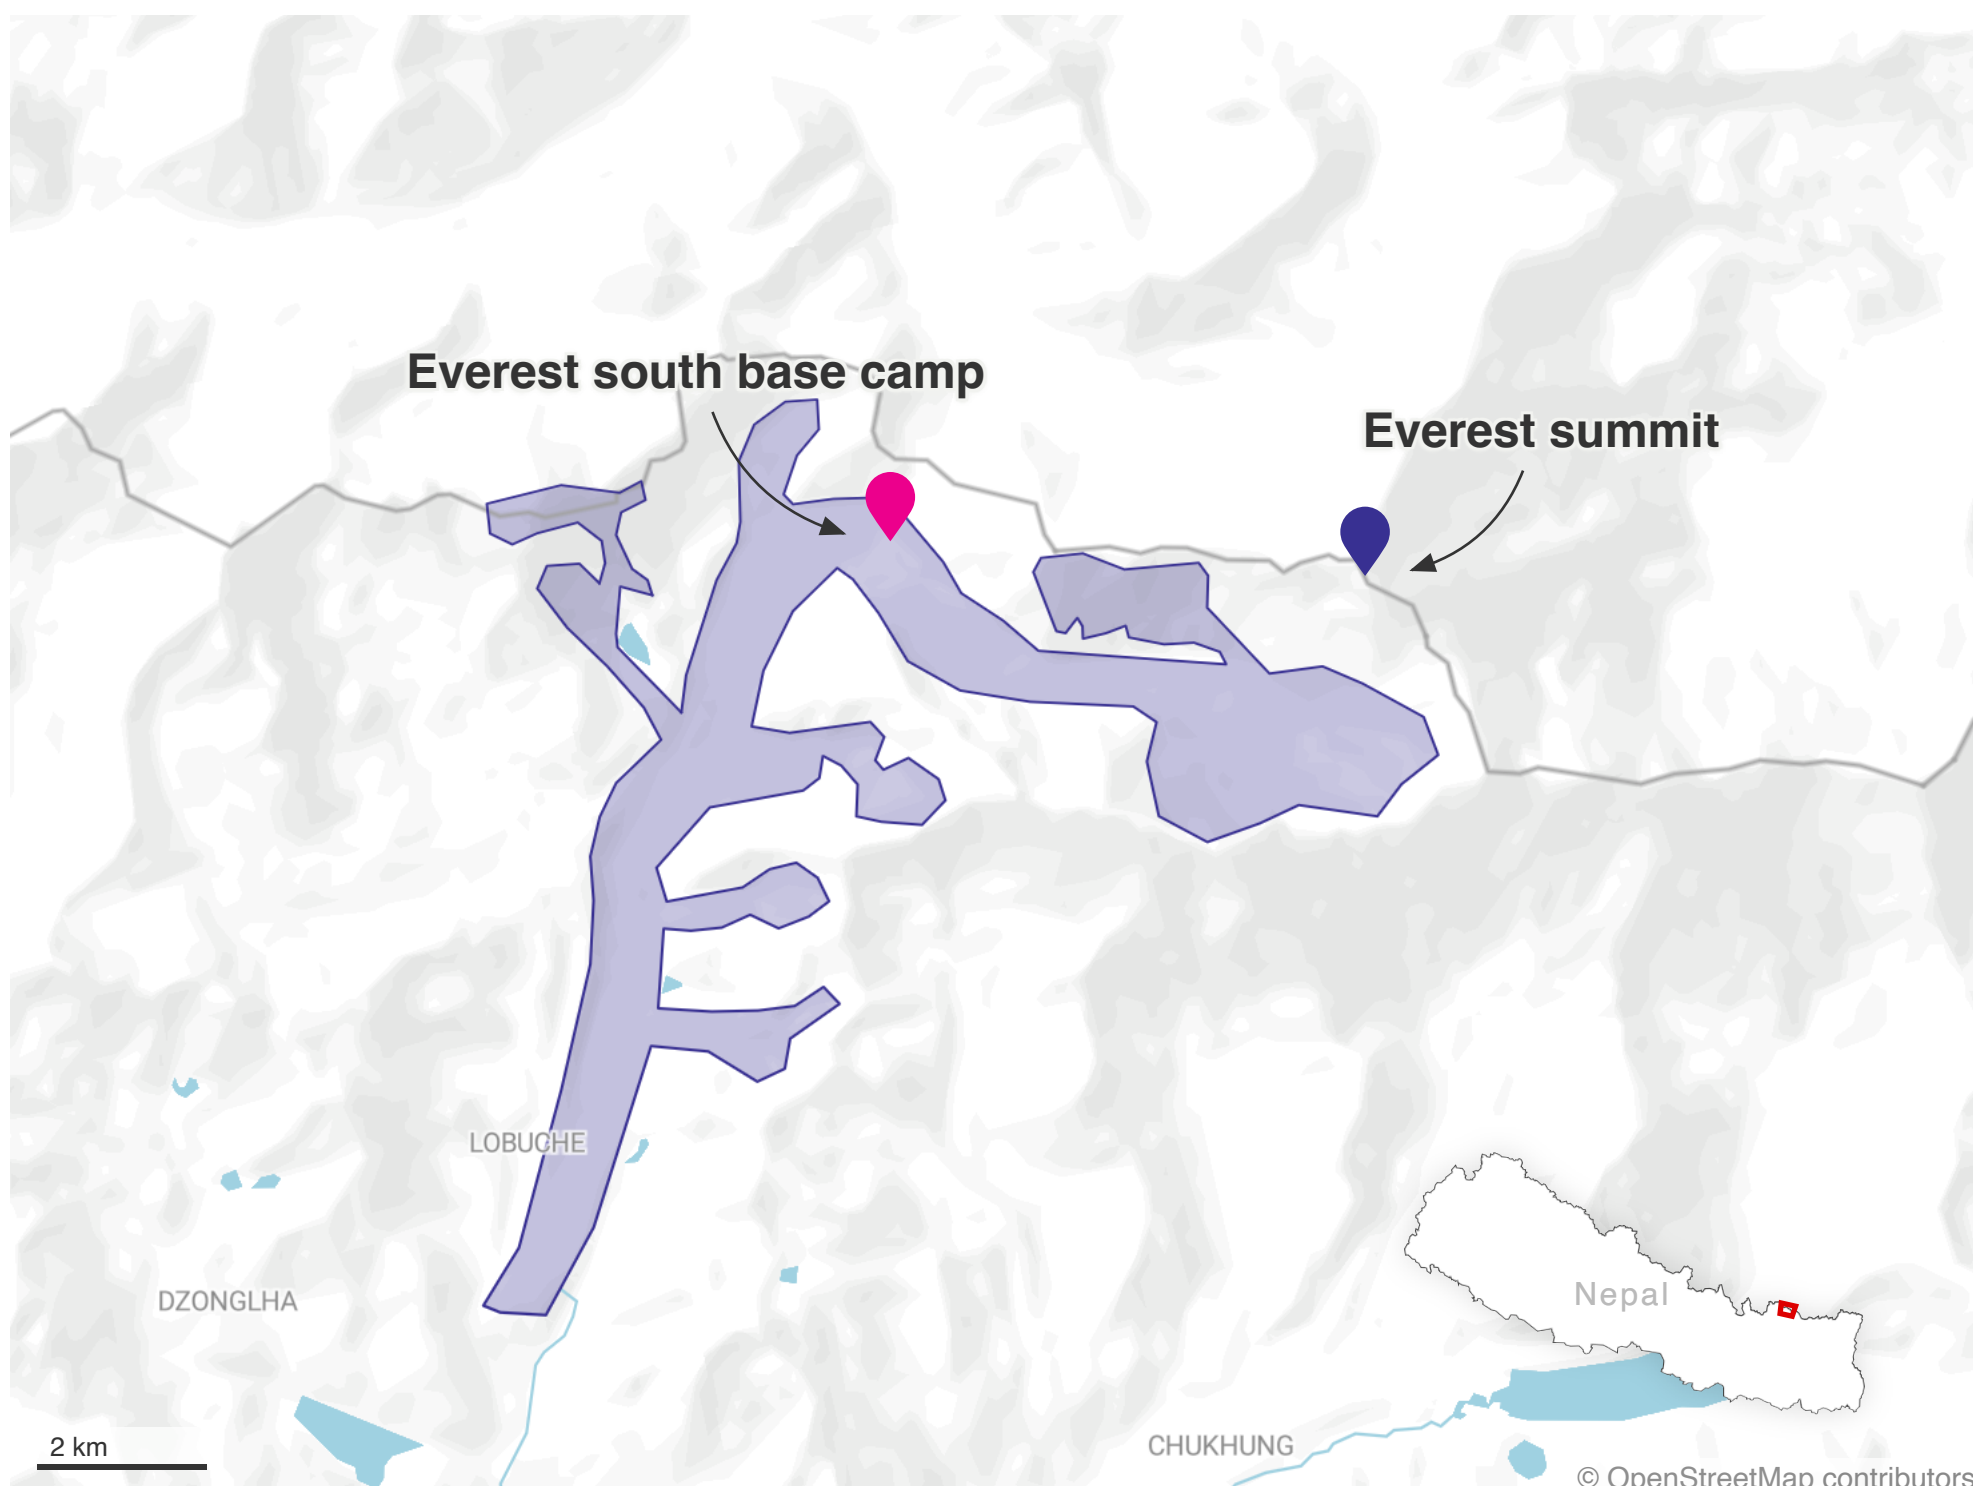 Everest south base camp
Everest summit
LOBUCHE
DZONGLHA
Nepal
CHUKHUNG
2 km
© OpenStreetMap contributors